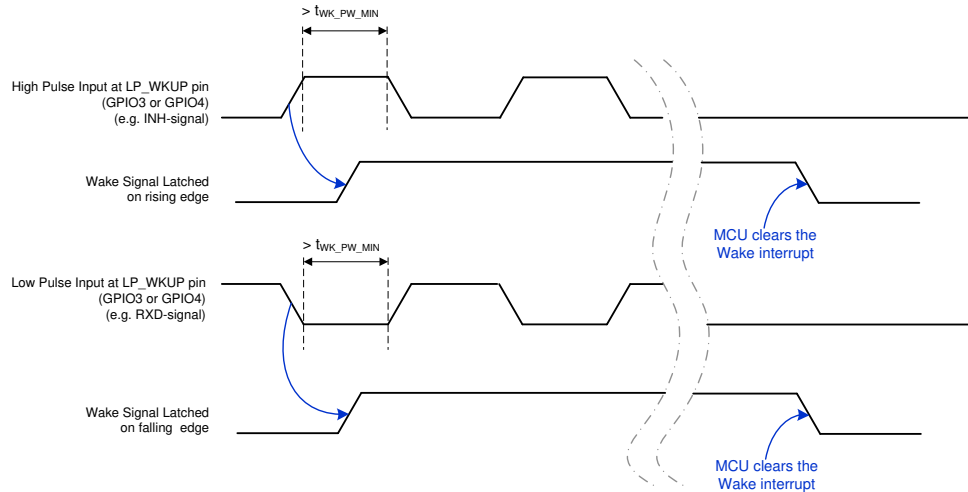 > tWK_PW_MIN
High Pulse Input at LP_WKUP pin
(GPIO3 or GPIO4)
(e.g. INH-signal)
Wake Signal Latched
on rising edge
MCU clears the
Wake interrupt
> tWK_PW_MIN
Low Pulse Input at LP_WKUP pin
(GPIO3 or GPIO4)
(e.g. RXD-signal)
Wake Signal Latched
on falling edge
MCU clears the
Wake interrupt